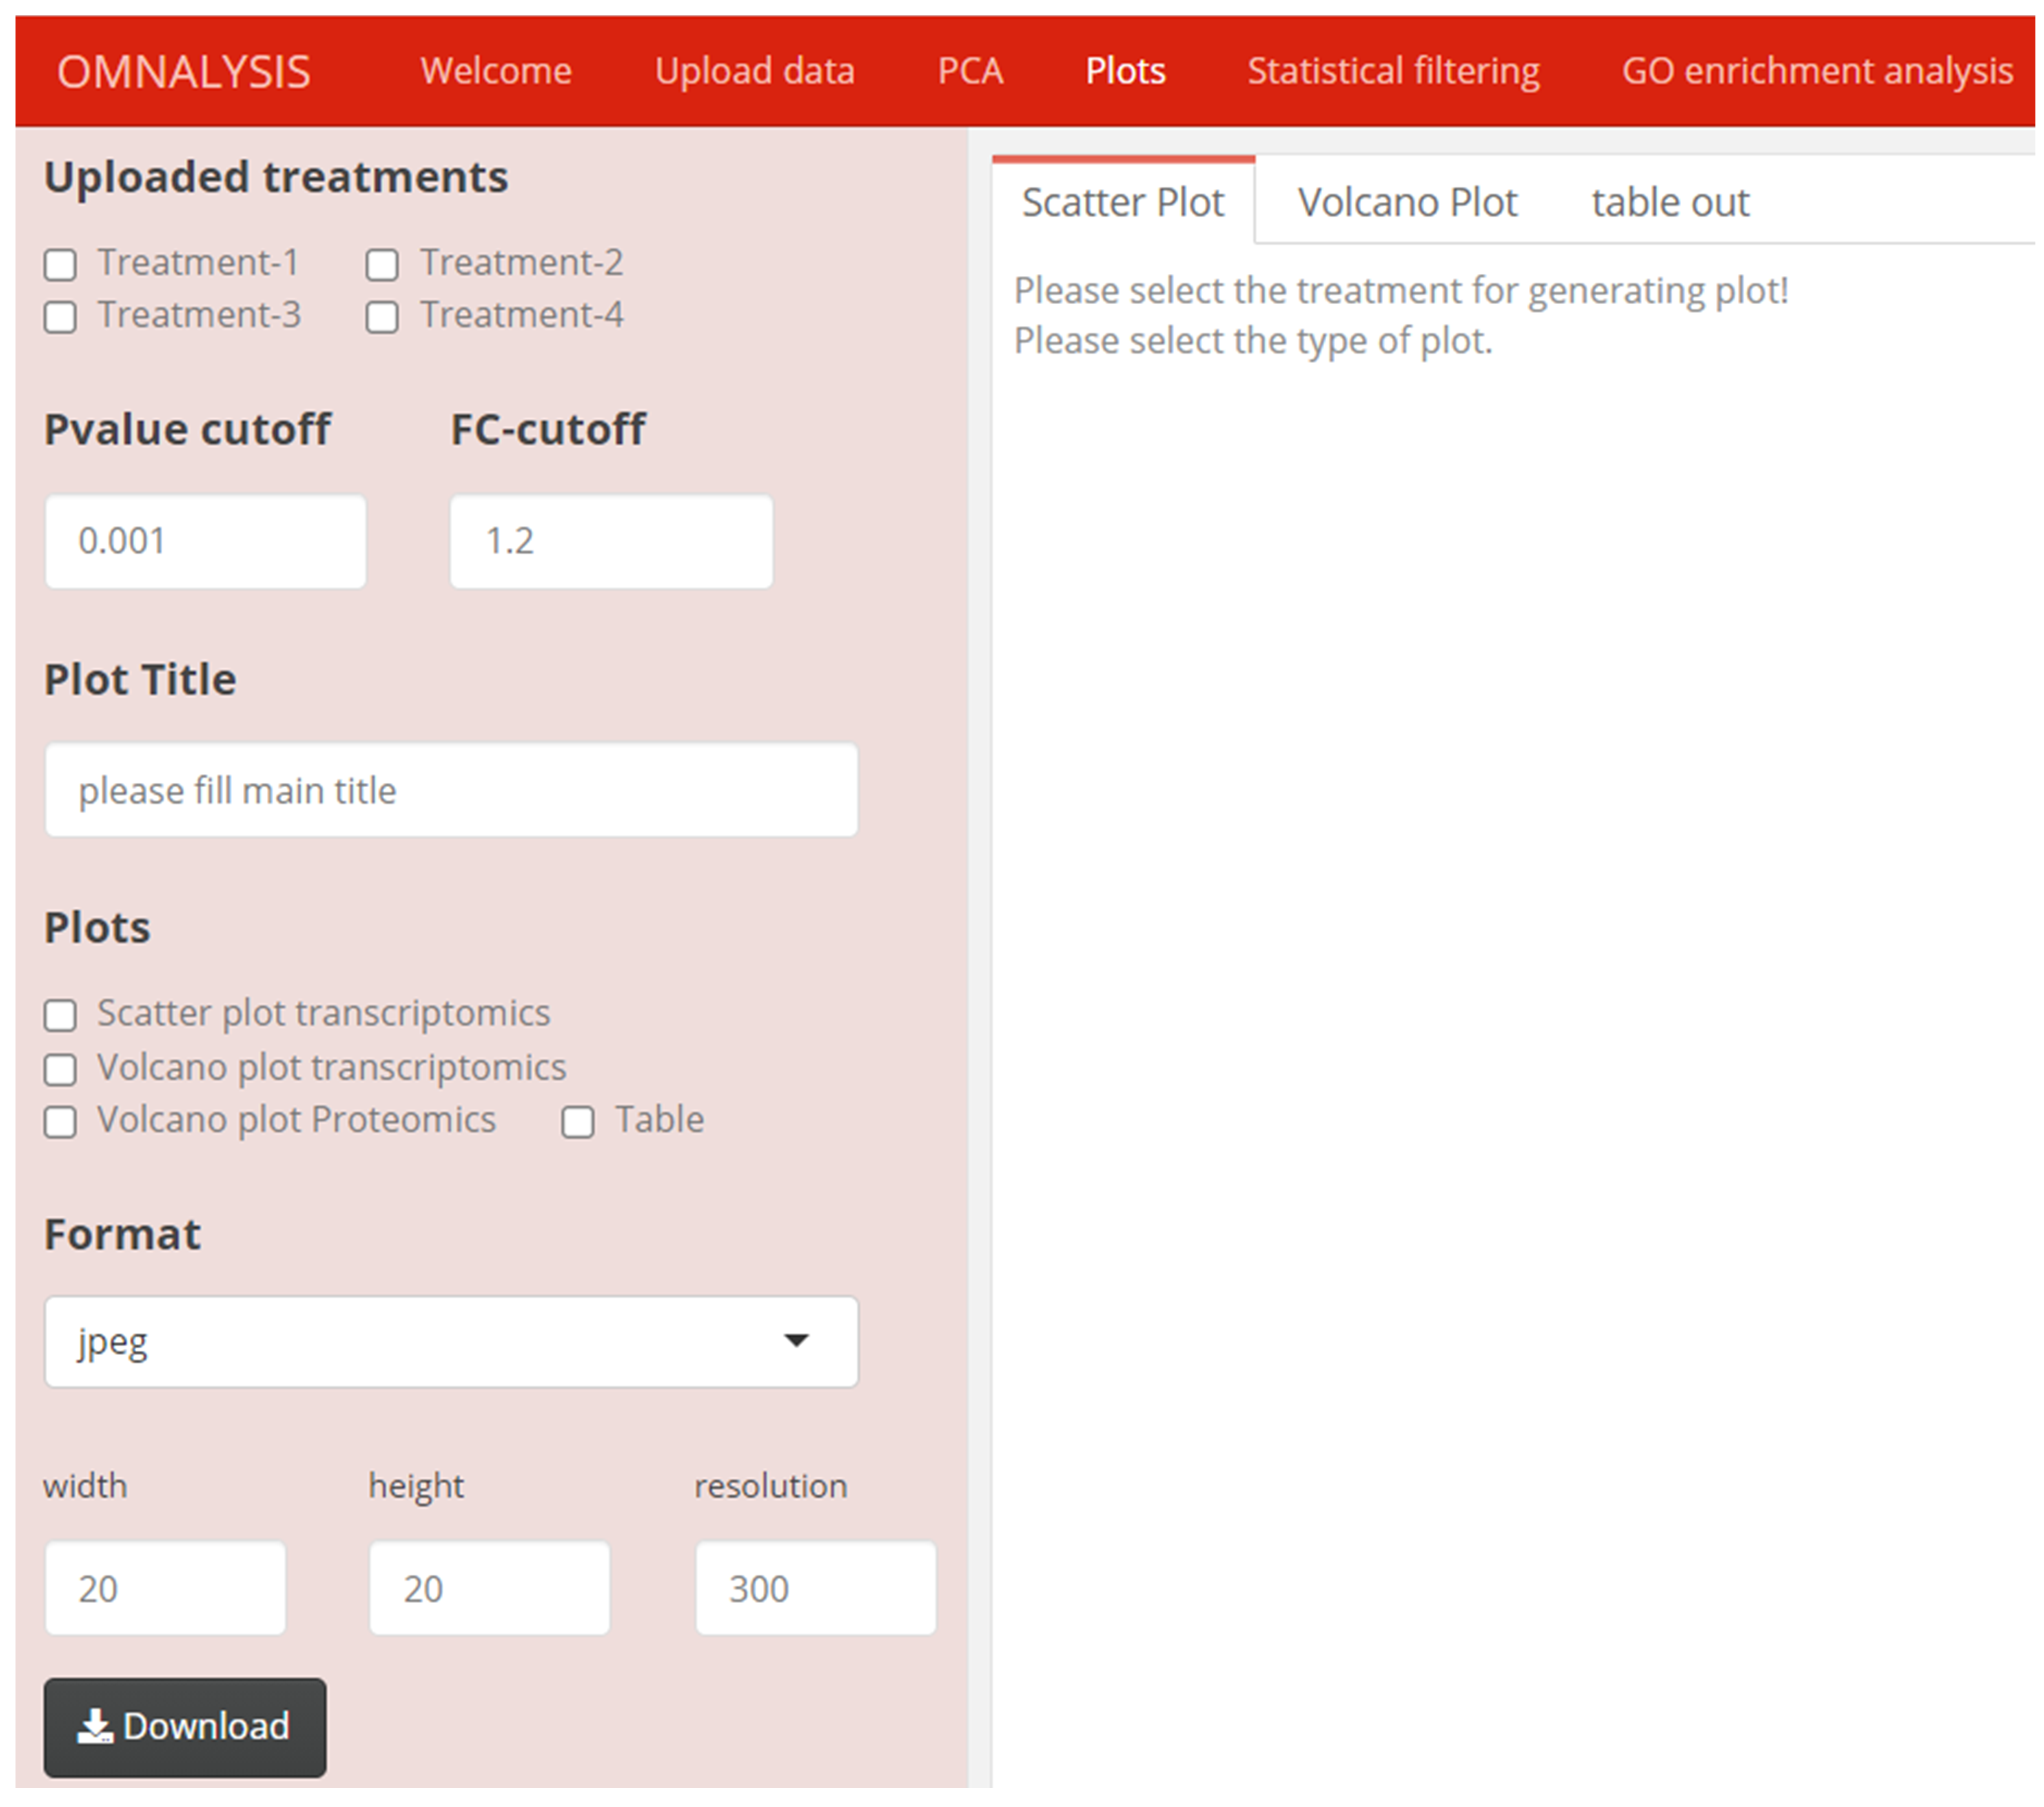 OMNALYSIS Welcome Upload data PCA Plots Statistical filtering GO enrichment analysis
Uploaded treatments
Treatment-1 Treatment-2
Treatment-3 Treatment-4
Pvalue cutoff FC-cutoff
0.001 1.2
Plot Title
please fill main title
Plots
Scatter plot transcriptomics
Volcano plot transcriptomics
Volcano plot Proteomics Table
Format
jpeg
width height resolution
20 20 300
Download
Scatter Plot Volcano Plot table out
Please select the treatment for generating plot!
Please select the type of plot.